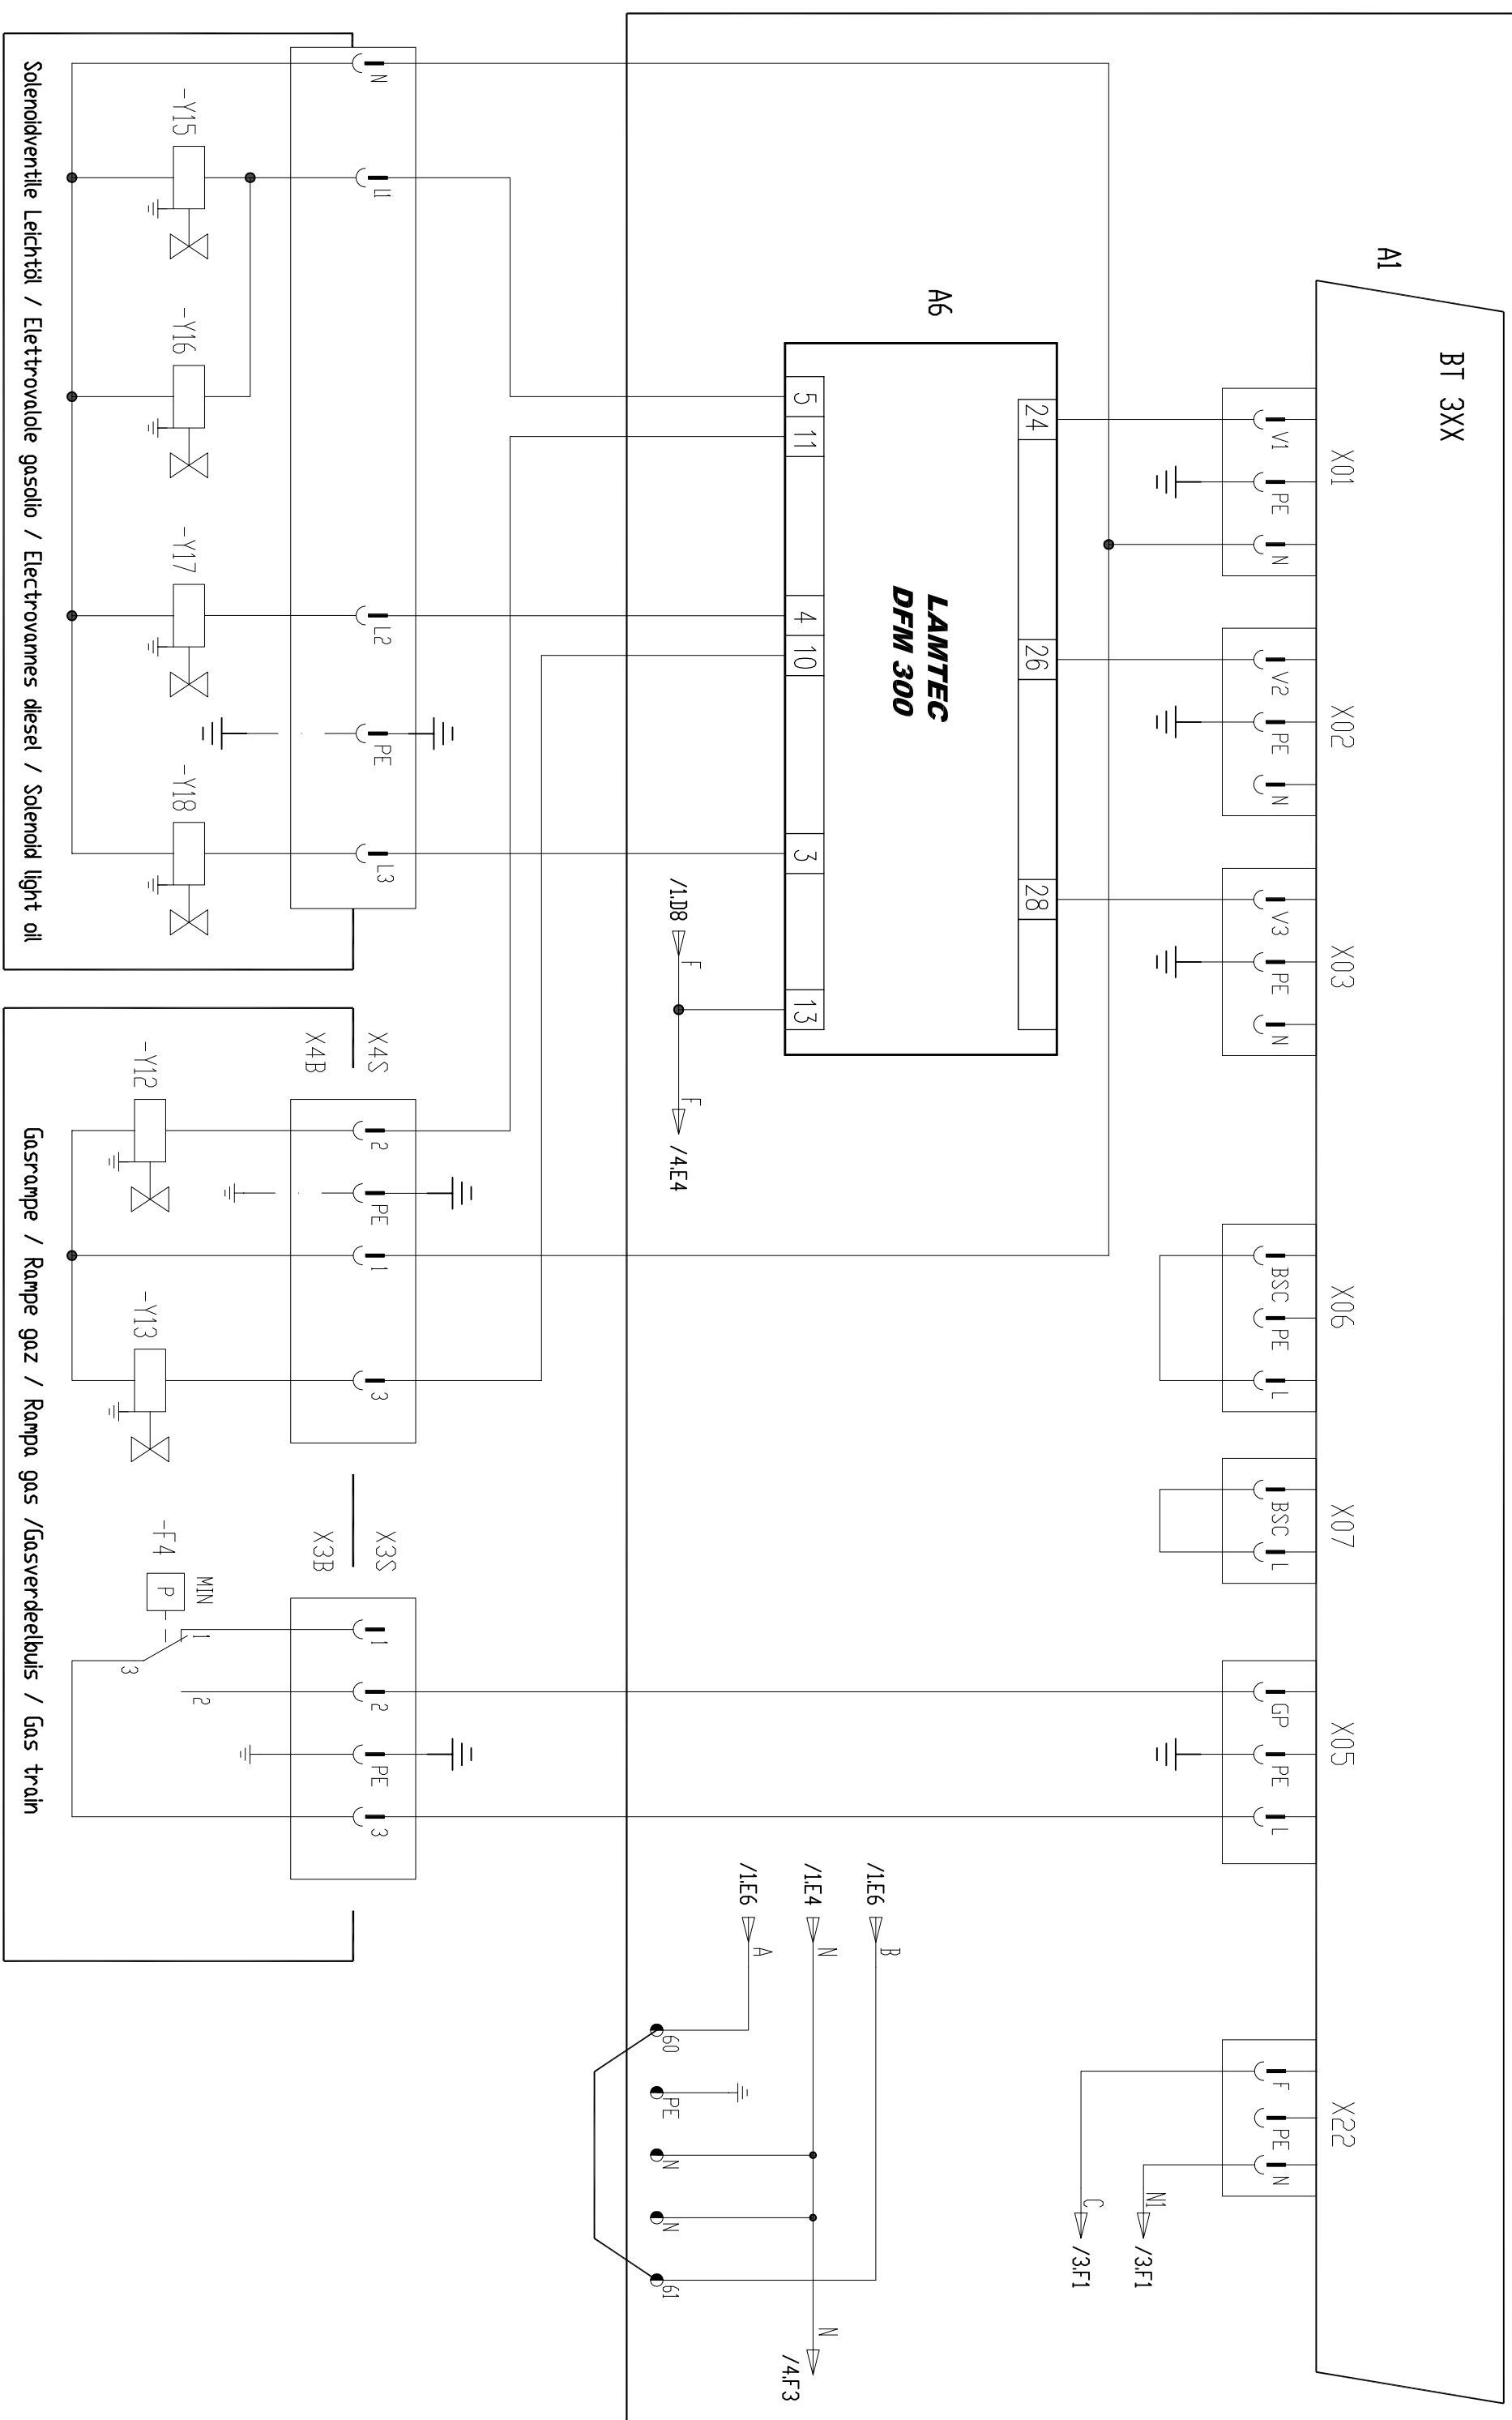 A1
BT 3XX
X01
X02
X03
X06
X07
X05
X22
V1 PE N
V2 PE N
V3 PE N
BSC PE L
BSC L
GP PE L
F PE N
N1
/3.F1
C
/3.F1
A6
24
26
28
LAMTEC
DFM 300
5
11
4
10
3
13
/1.D8
F
F
/4.E4
/1.E6
B
/1.E4
N
N
/4.F3
/1.E6
A
60
PE
N
N
61
N
L1
L2
PE
L3
X4S
X4B
2
PE
1
3
X3S
X3B
1
2
PE
3
-Y15
-Y16
-Y17
-Y18
-Y12
-Y13
-F4
MIN
P
1
2
3
Solenoidventile Leichtöl / Elettrovalole gasolio / Electrovannes diesel / Solenoid light oil
Gasrampe / Rampe gaz / Rampa gas /Gasverdeelbuis / Gas train